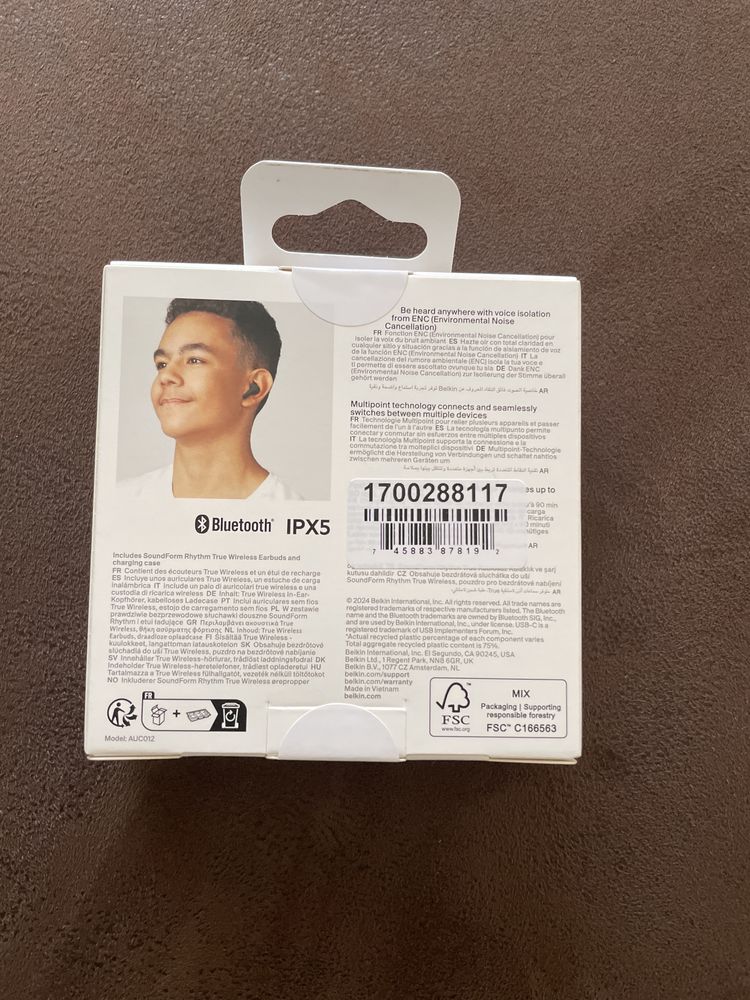 Be heard anywhere with voice isolation
from ENC (Environmental Noise
Cancellation)
FR Fonction ENC (Environmental Noise Cancellation) pour
isoler la voix du bruit ambiant ES Hazte oír con total claridad en
cualquier sitio y situación gracias a la función de aislamiento de voz
de la función ENC (Environmental Noise Cancellation) IT La
cancellazione del rumore ambientale (ENC) isola la tua voce e
ti permette di essere ascoltato ovunque tu sia DE Dank ENC
(Environmental Noise Cancellation) zur Isolierung der Stimme überall
gehört werden
Multipoint technology connects and seamlessly
switches between multiple devices
FR Technologie Multipoint pour relier plusieurs appareils et passer
facilement de l'un à l'autre ES La tecnología multipunto permite
conectar y conmutar sin esfuerzos entre múltiples dispositivos
IT La tecnologia Multipoint supporta la connessione e la
commutazione tra molteplici dispositivi DE Multipoint-Technologie
ermöglicht die Herstellung von Verbindungen und schaltet nahtlos
zwischen mehreren Geräten um
1700288117
7 45883 87819 2
es up to
90 min
carga
Ricarica
minuti
AR
kutusu dahildir CZ Obsahuje bezdrátová sluchátka do uší
SoundForm Rhythm True Wireless, pouzdro pro bezdrátové nabíjení
© 2024 Belkin International, Inc. All rights reserved. All trade names are
registered trademarks of respective manufacturers listed. The Bluetooth
name and the Bluetooth trademarks are owned by Bluetooth SIG, Inc.,
and are used by Belkin International, Inc., under license. USB-C is a
registered trademark of USB Implementers Forum, Inc.
*Actual recycled plastic percentage of each component varies
Total aggregate recycled plastic content is 75%.
Belkin International, Inc. El Segundo, CA 90245, USA
Belkin Ltd., 1 Regent Park, NN8 6GR, UK
Belkin B.V., 1077 CZ Amsterdam, NL
belkin.com/support
belkin.com/warranty
Made in Vietnam
belkin.com
Bluetooth® IPX5
Includes SoundForm Rhythm True Wireless Earbuds and
charging case
FR Contient des écouteurs True Wireless et un étui de recharge
ES Incluye unos auriculares True Wireless, un estuche de carga
inalámbrica IT include un paio di auricolari true wireless e una
custodia di ricarica wireless DE Inhalt: True Wireless In-Ear-
Kopfhörer, kabelloses Ladecase PT Inclui auriculares sem fios
True Wireless, estojo de carregamento sem fios PL W zestawie
prawdziwie bezprzewodowe słuchawki douszne SoundForm
Rhythm i etui ładujące GR Περιλαμβάνει ακουστικά True
Wireless, θήκη ασύρματης φόρτισης NL Inhoud: True Wireless
Earbuds, draadloze oplaadcase FI Sisältää True Wireless -
kuulokkeet, langattoman latauskotelon SK Obsahuje bezdrôtové
slúchadlá do uší, puzdro na bezdrôtové nabíjanie
SV Innehåller True Wireless-hörlurar, trådlöst laddningsfodral DK
Indeholder True Wireless-høretelefoner, trådløst opladeretui HU
Tartalmazza a True Wireless fülhallgatót, vezeték nélküli töltőtokot
NO Inkluderer SoundForm Rhythm True Wireless ørepropper
FR
Model: AUC012
FSC
www.fsc.org
MIX
Packaging | Supporting
responsible forestry
FSC™ C166563